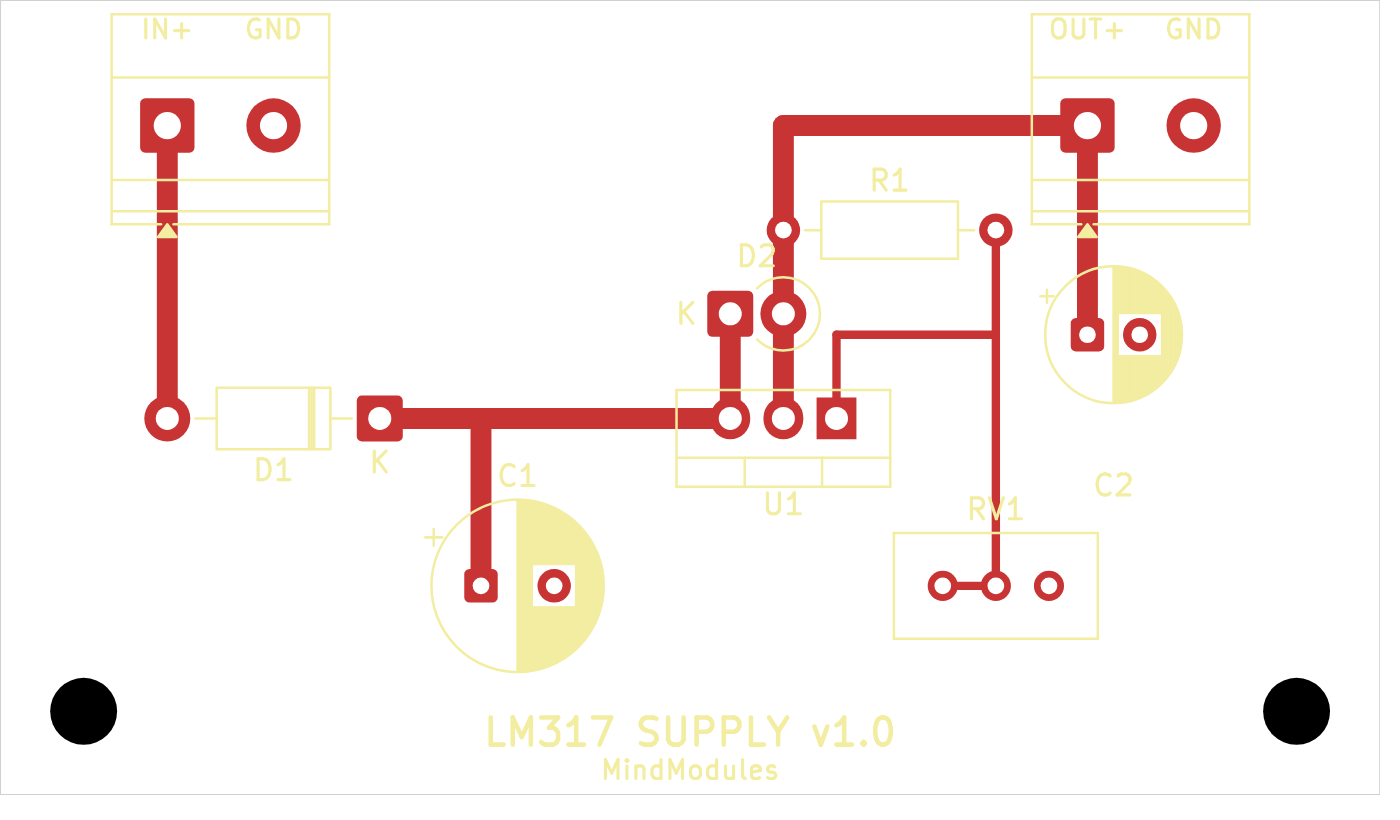 IN+ GND OUT+ GND
R1
D2
K
+
D1
K
C1
+
U1
C2
RV1
LM317 SUPPLY v1.0
MindModules